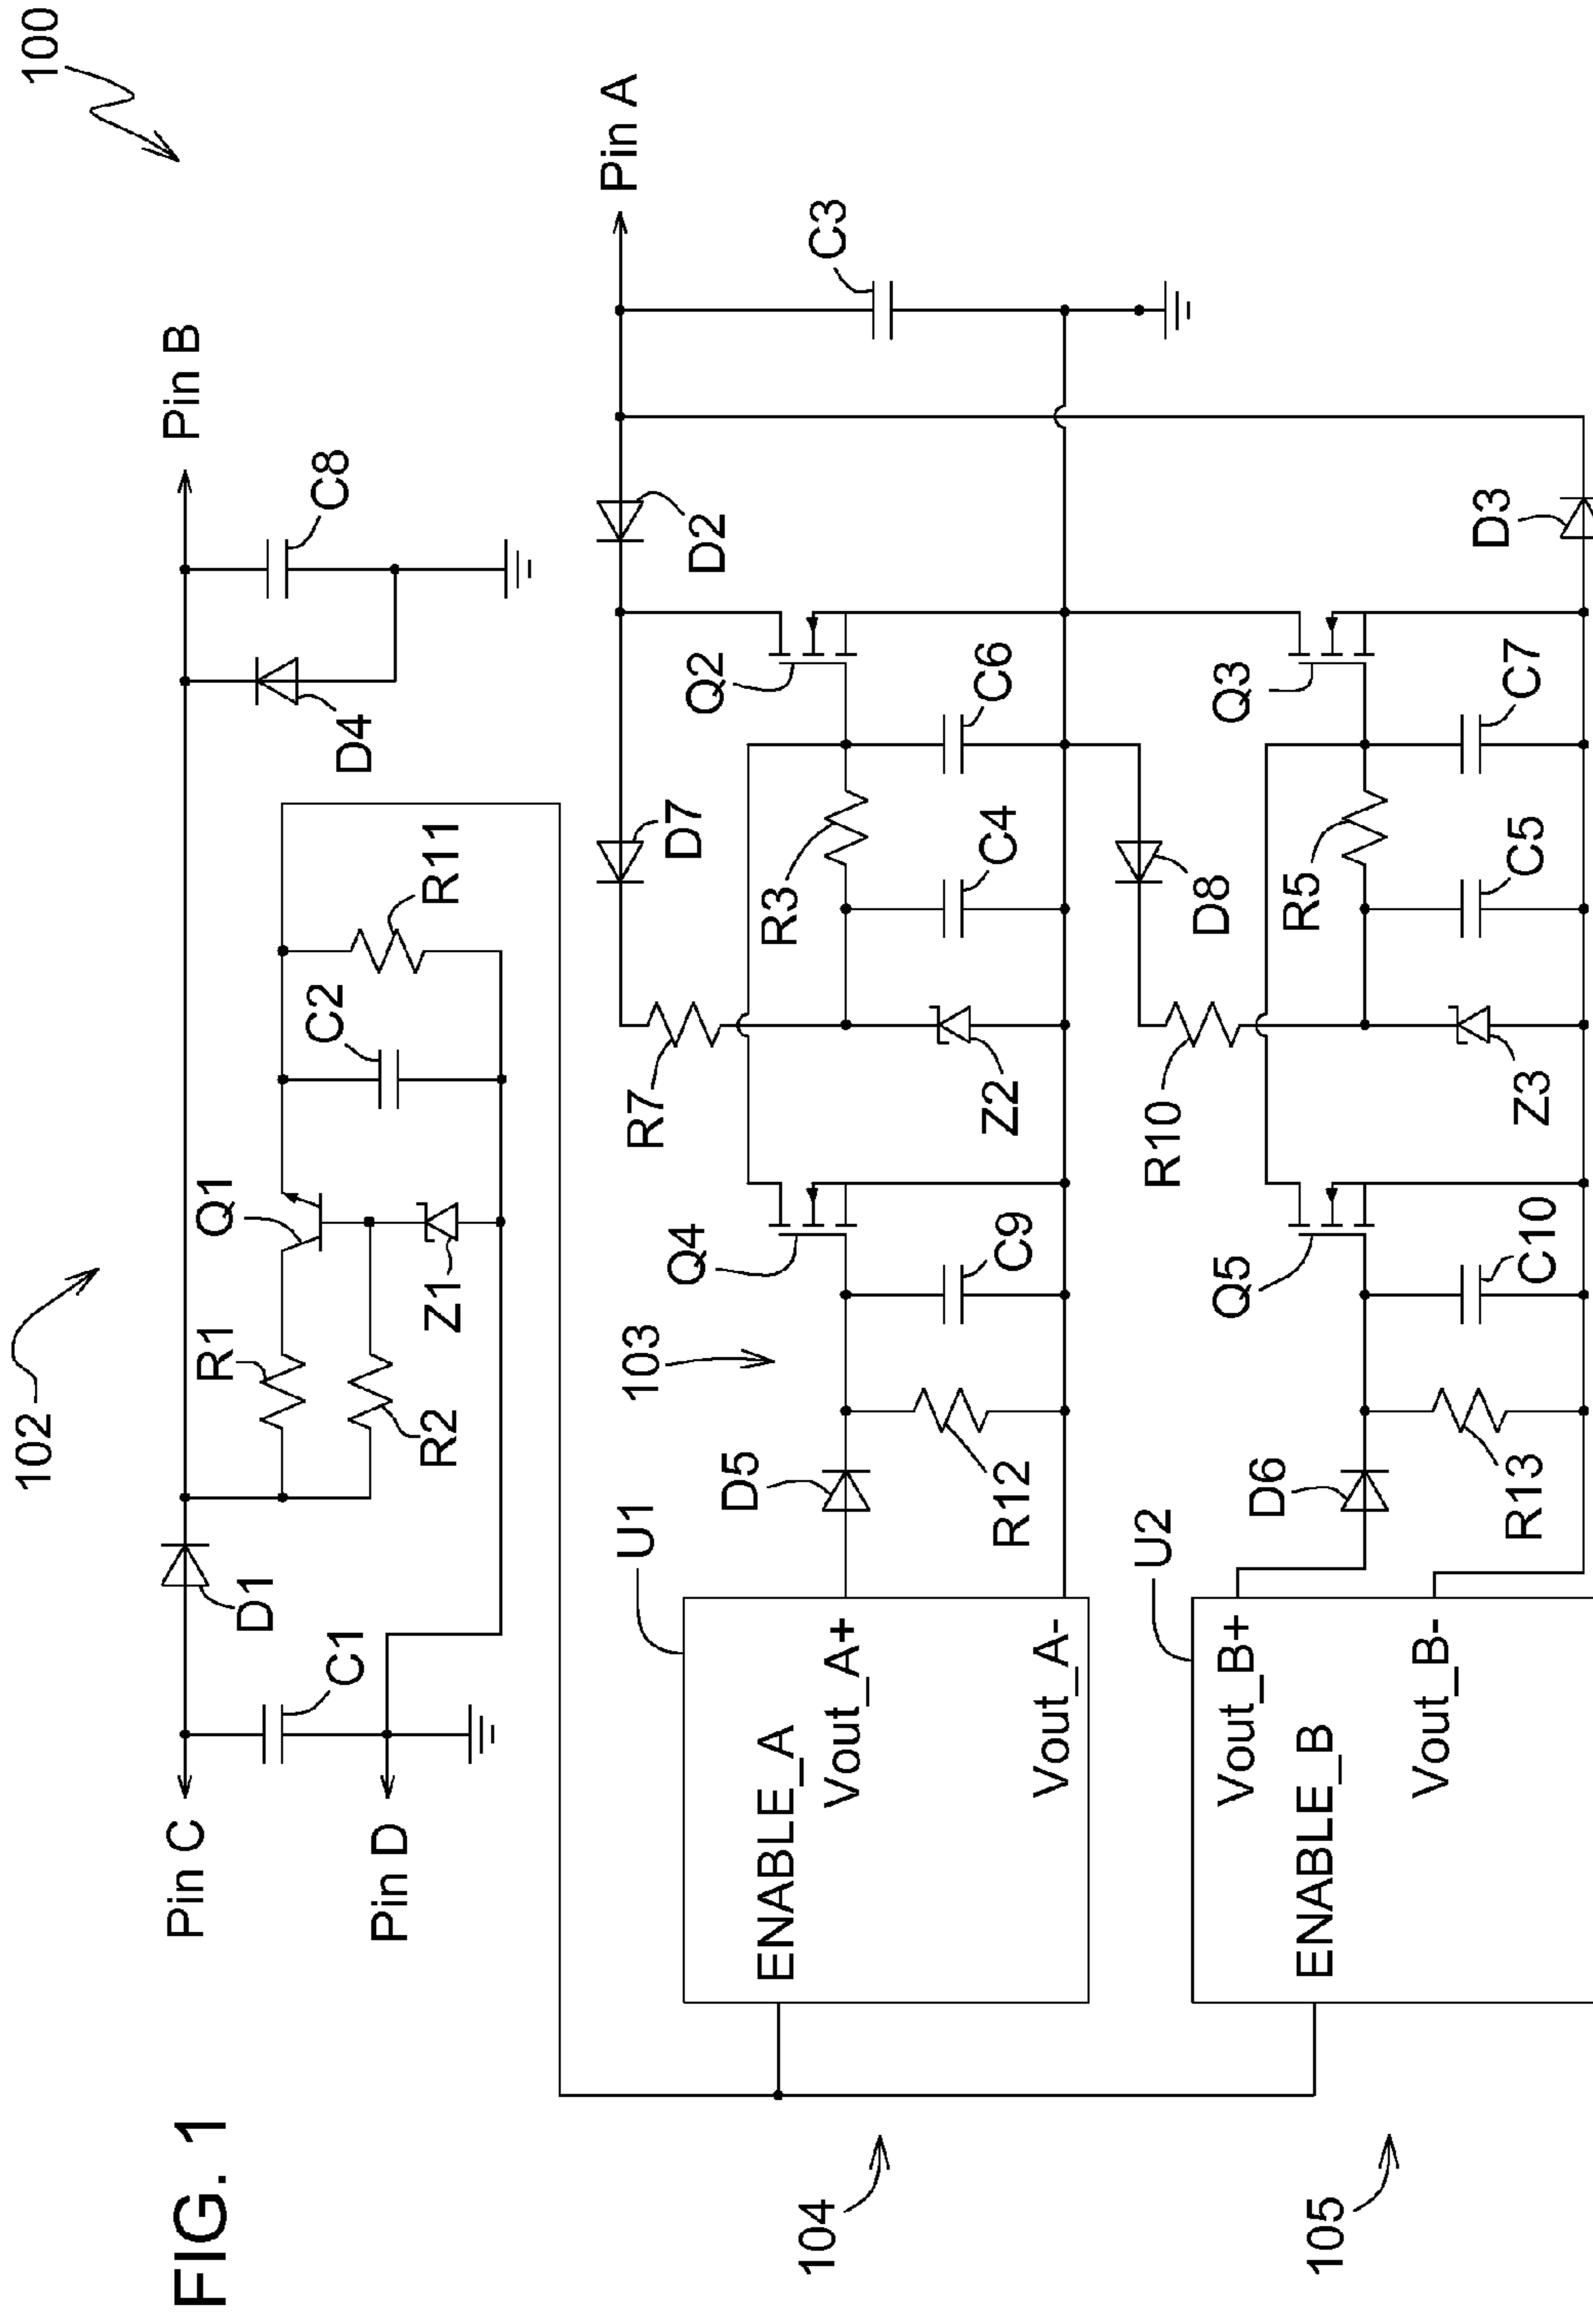 FIG. 1
100
102
Pin C
Pin D
C1
D1
R1
R2
Q1
Z1
C2
R11
D4
C8
Pin B
104
103
U1
ENABLE_A
Vout_A+
Vout_A-
D5
R12
Q4
C9
R7
Z2
R3
C4
C6
D7
Q2
D2
Pin A
C3
105
U2
Vout_B+
ENABLE_B
Vout_B-
D6
R13
Q5
C10
R10
Z3
D8
R5
C5
C7
Q3
D3